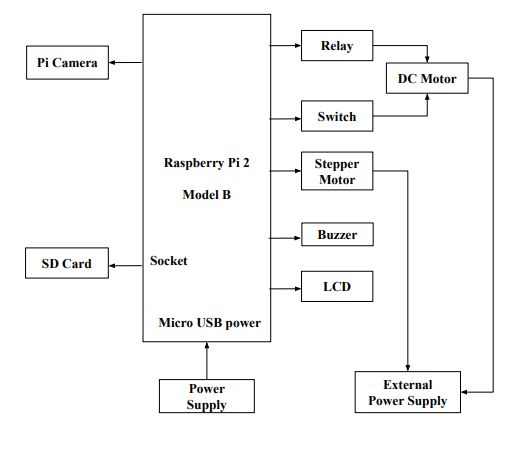 Relay
Pi Camera
DC Motor
Switch
Raspberry Pi 2
Model B
Stepper
Motor
Buzzer
SD Card
Socket
LCD
Micro USB power
Power
Supply
External
Power Supply